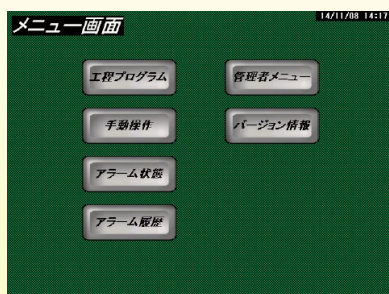 メニュー画面
14/11/08 14:17
工程プログラム
管理者メニュー
手動操作
バージョン情報
アラーム状態
アラーム履歴